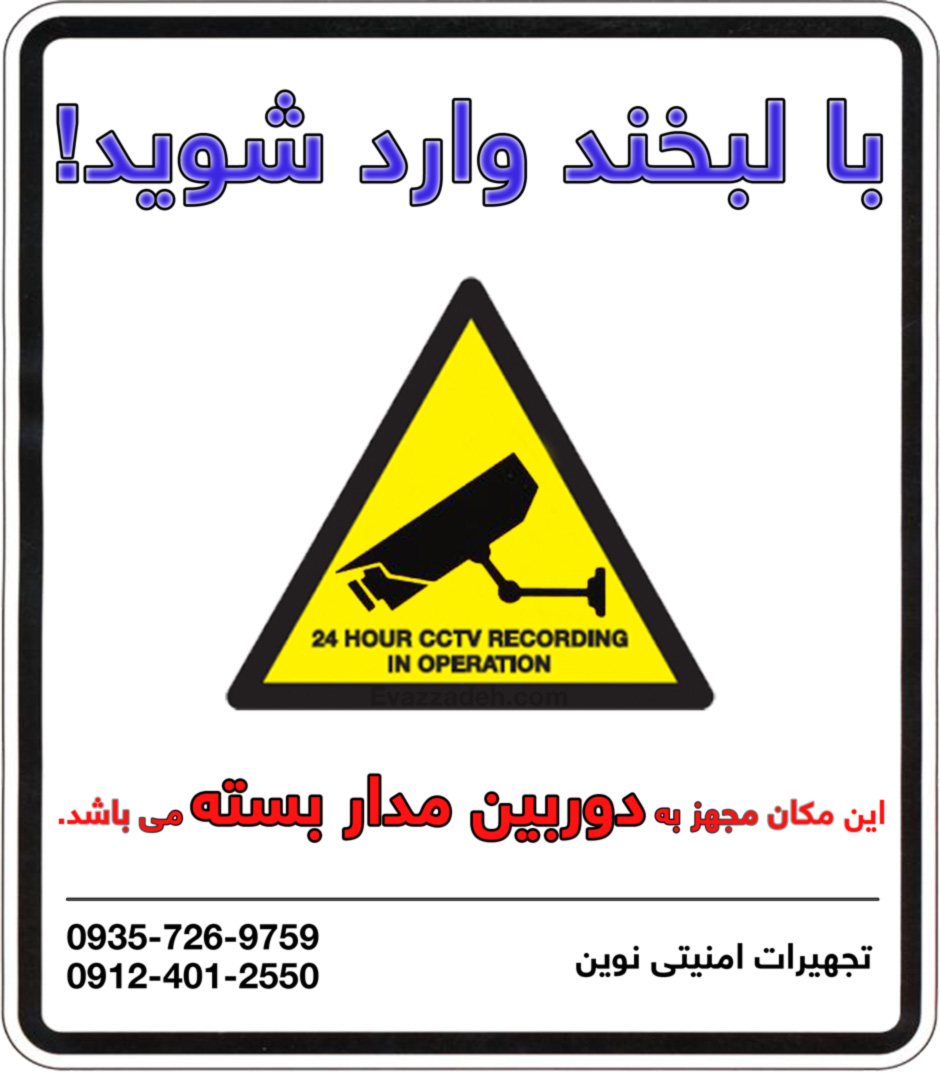 با لبخند وارد شوید!
24 HOUR CCTV RECORDING
IN OPERATION
Evazzadeh.com
این مکان مجهز به دوربین مدار بسته می باشد.
تجهیرات امنیتی نوین
0935-726-9759
0912-401-2550